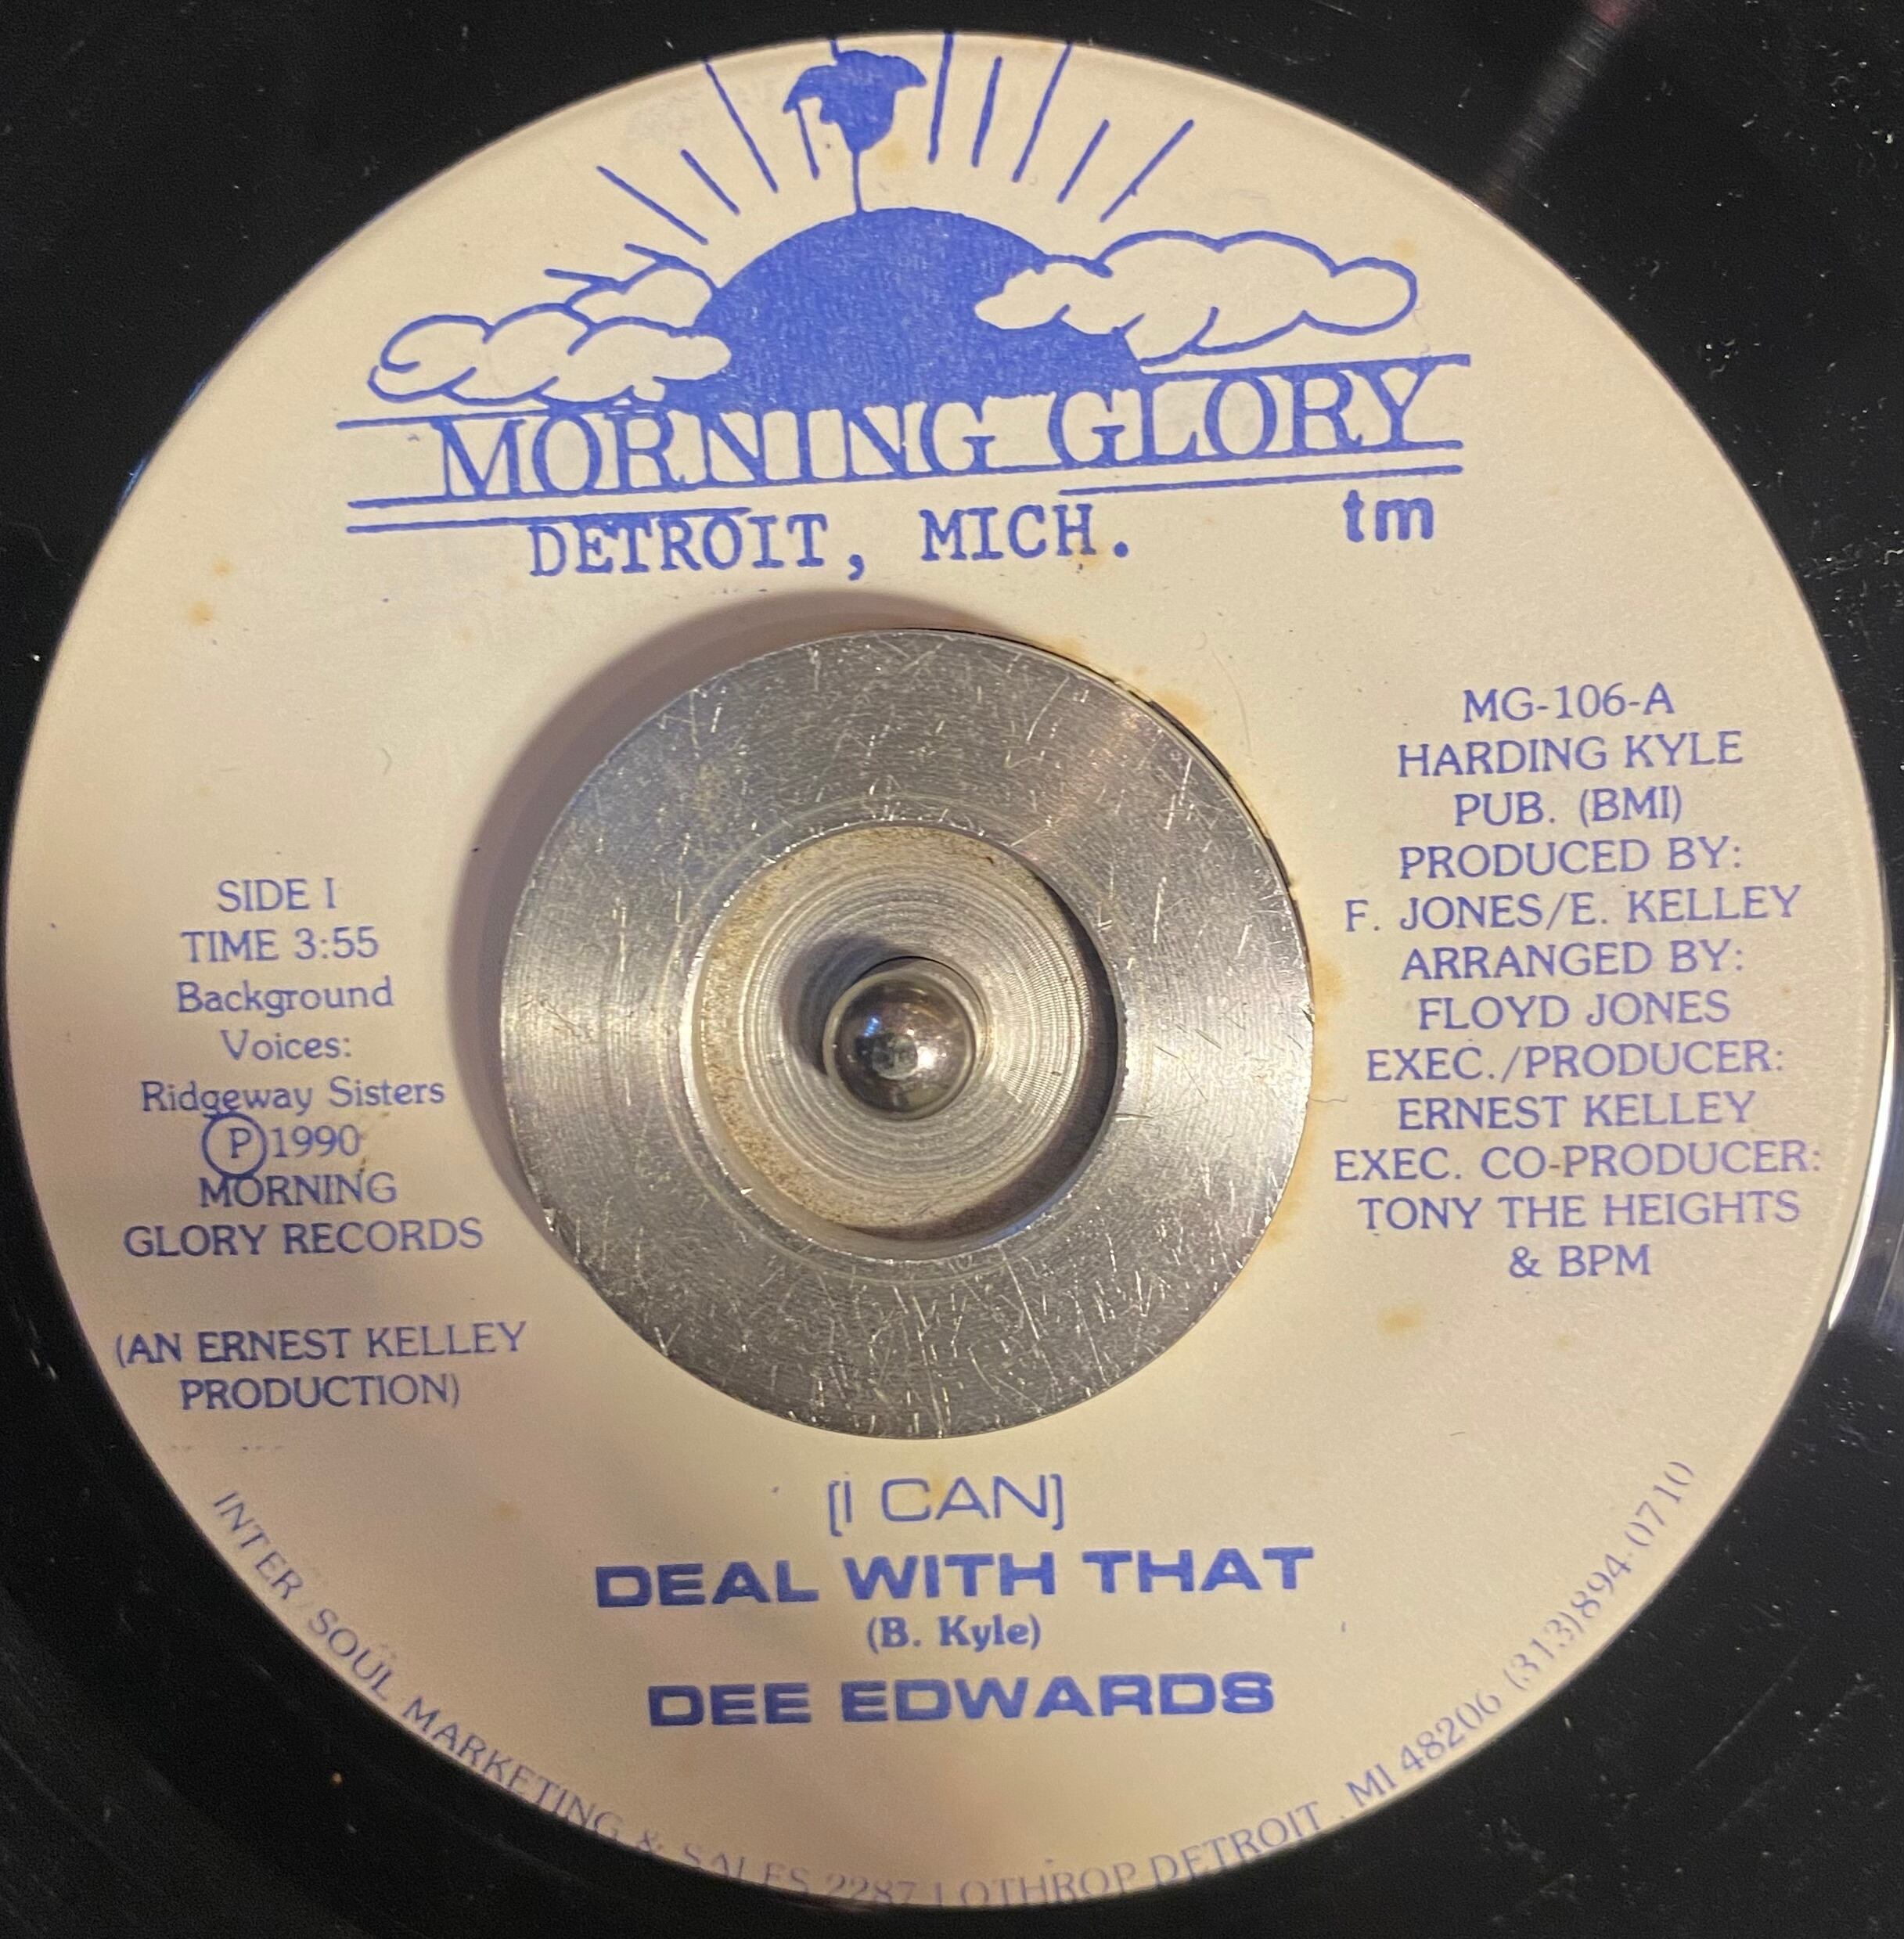 MORNING GLORY
DETROIT, MICH.
tm
SIDE I
TIME 3:55
Background
Voices:
Ridgeway Sisters
Ⓟ1990
MORNING
GLORY RECORDS
(AN ERNEST KELLEY
PRODUCTION)
MG-106-A
HARDING KYLE
PUB. (BMI)
PRODUCED BY:
F. JONES/E. KELLEY
ARRANGED BY:
FLOYD JONES
EXEC./PRODUCER:
ERNEST KELLEY
EXEC. CO-PRODUCER:
TONY THE HEIGHTS
& BPM
[I CAN]
DEAL WITH THAT
(B. Kyle)
DEE EDWARDS
INTER SOUL MARKETING & SALES 2287 LOTHROP DETROIT, MI 48206 (313)894-0710